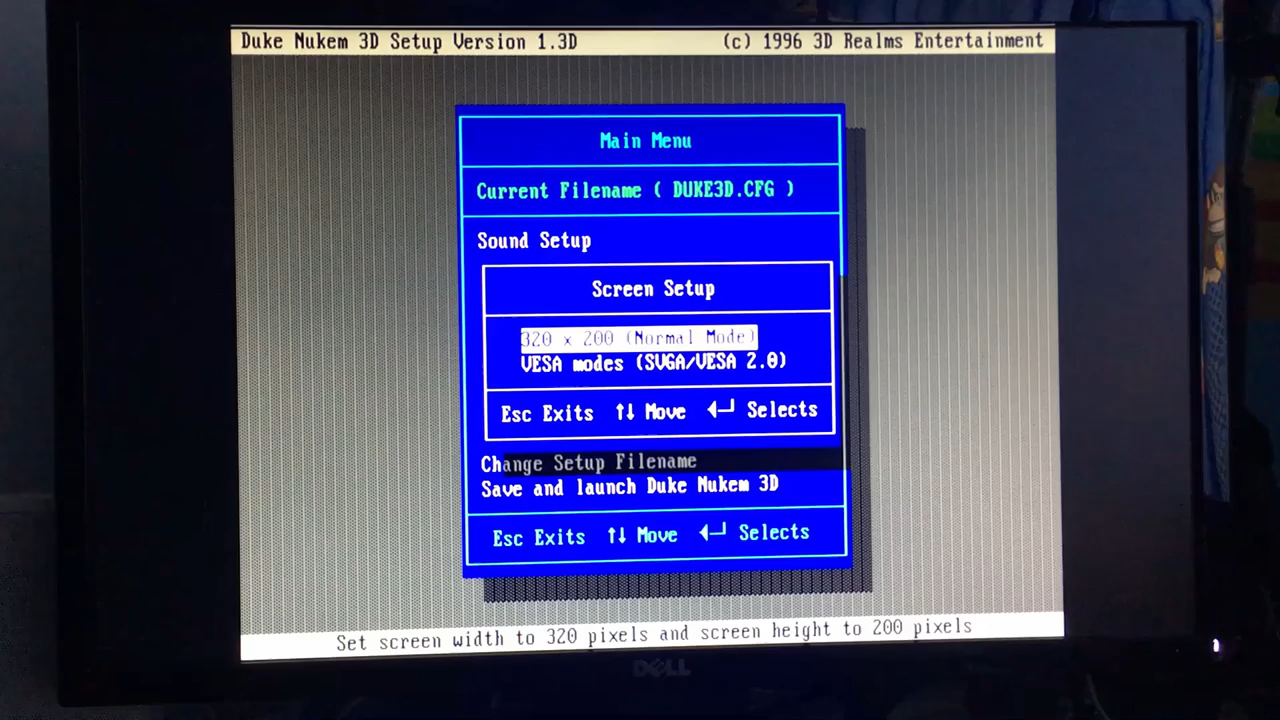 Duke Nukem 3D Setup Version 1.3D (c) 1996 3D Realms Entertainment
Main Menu
Current Filename ( DUKE3D.CFG )
Sound Setup
Screen Setup
320 x 200 (Normal Mode)
VESA modes (SVGA/VESA 2.0)
Esc Exits ↑↓ Move ←┘ Selects
Change Setup Filename
Save and launch Duke Nukem 3D
Esc Exits ↑↓ Move ←┘ Selects
Set screen width to 320 pixels and screen height to 200 pixels
DELL